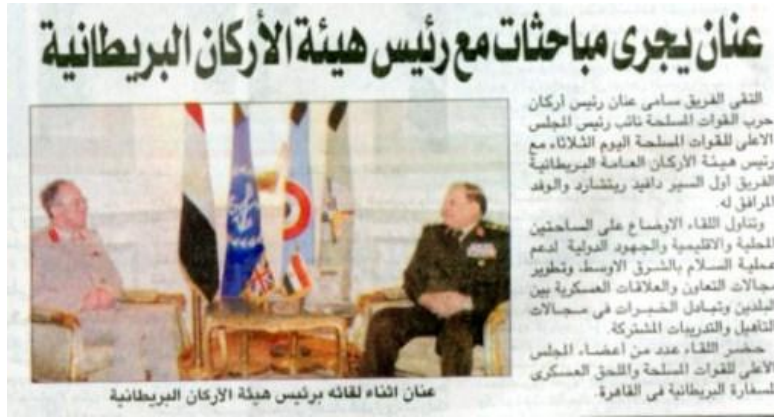 عنان يجرى مباحثات مع رئيس هيئة الأركان البريطانية
التقى الفريق سامى عنان رئيس اركان
حرب القوات المسلحة نائب رئيس المجلس
الاعلى للقوات المسلحة اليوم الثلاثاء مع
رئيس هيئة الاركان العامة البريطانية
الفريق اول السير دافيد ريتشارد والوفد
المرافق له.
وتناول اللقاء الاوضاع على الساحتين
المحلية والاقليمية والجهود الدولية لدعم
عملية السلام بالشرق الاوسط، وتطوير
مجالات التعاون والعلاقات العسكرية بين
البلدين وتبادل الخبرات فى مجالات
التأهيل والتدريبات المشتركة.
حضر اللقاء عدد من أعضاء المجلس
الاعلى للقوات المسلحة والملحق العسكرى
للسفارة البريطانية فى القاهرة.
عنان اثناء لقائه برئيس هيئة الاركان البريطانية